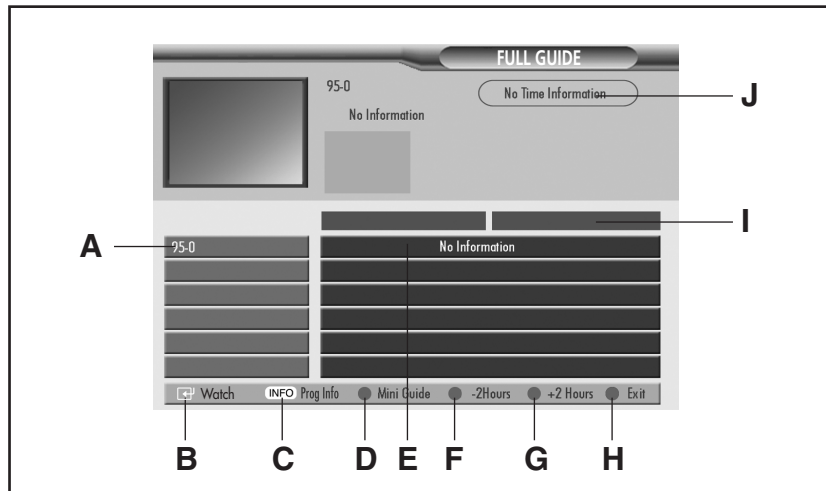 FULL GUIDE
95-0
No Time Information
J
No Information
I
A
95-0
No Information
Watch
INFO Prog Info
Mini Guide
-2Hours
+2 Hours
Exit
B
C
D
E
F
G
H